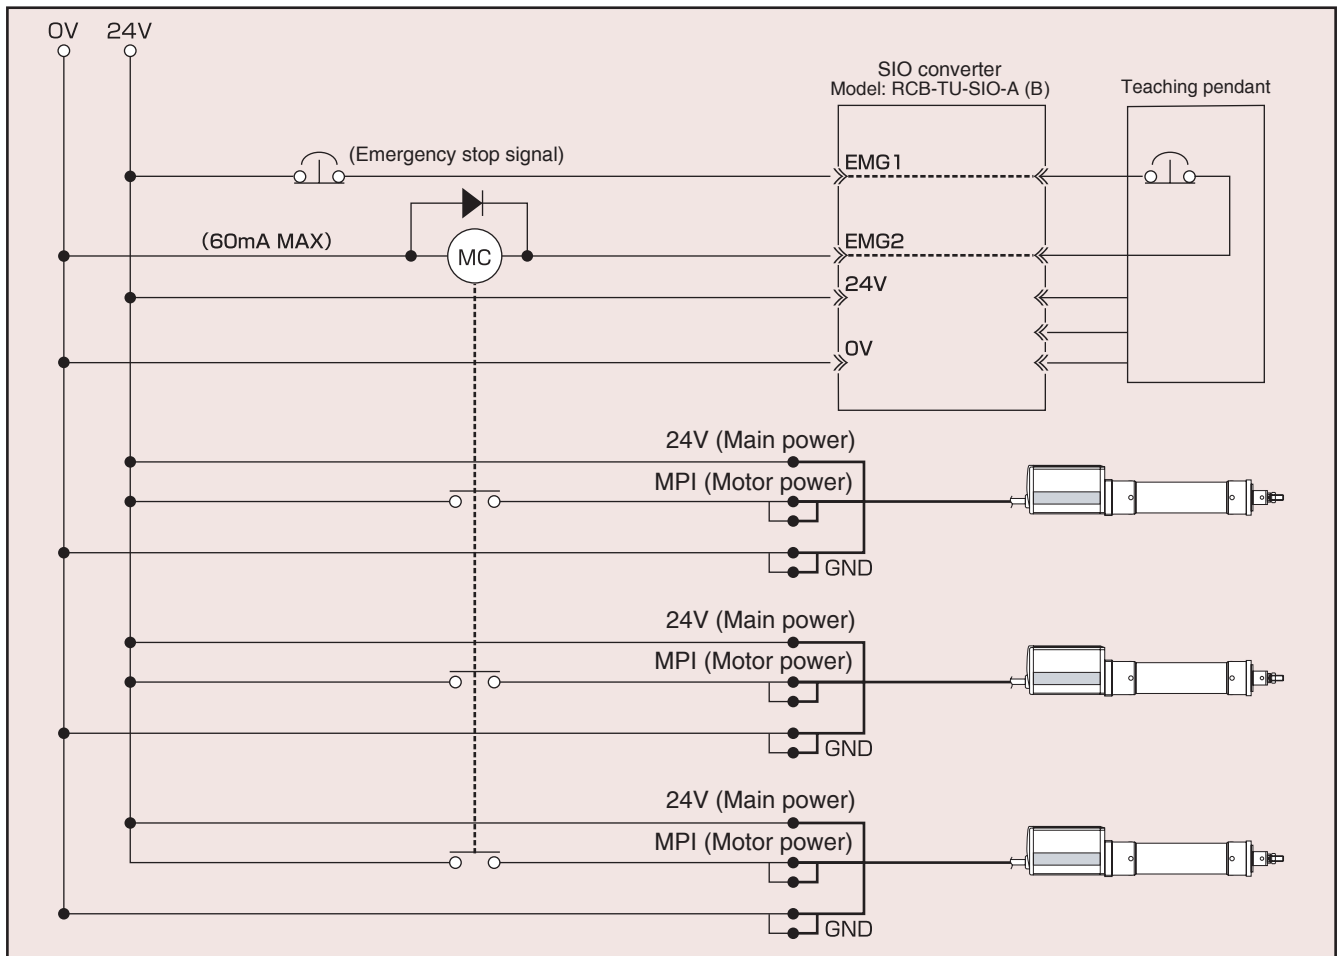 0V 24V
SIO converter
Model: RCB-TU-SIO-A (B)
Teaching pendant
(Emergency stop signal)
EMG1
(60mA MAX)
MC
EMG2
24V
0V
24V (Main power)
MPI (Motor power)
GND
24V (Main power)
MPI (Motor power)
GND
24V (Main power)
MPI (Motor power)
GND